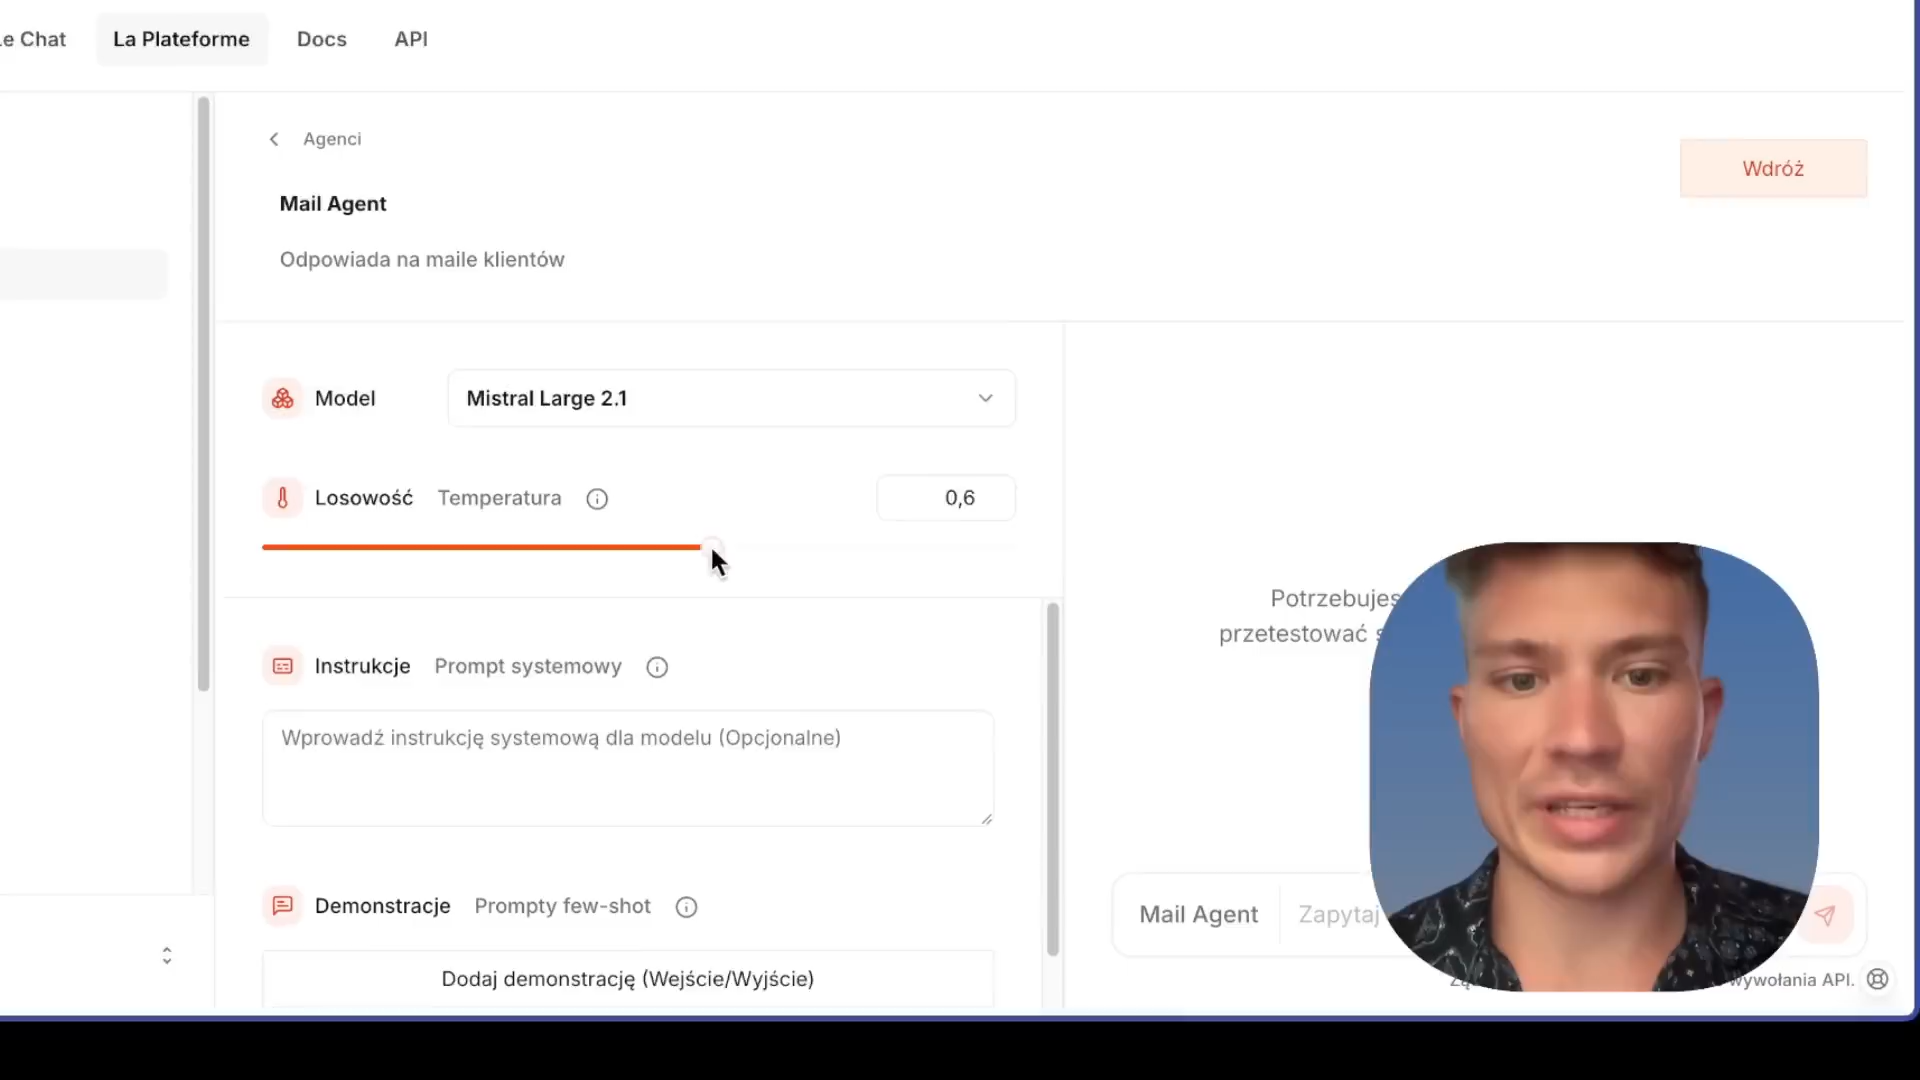 Le Chat La Plateforme Docs API
Agenci
Wdróż
Mail Agent
Odpowiada na maile klientów
Model Mistral Large 2.1
Losowość Temperatura 0,6
Potrzebujes
przetestować
Instrukcje Prompt systemowy
Wprowadź instrukcję systemową dla modelu (Opcjonalne)
Demonstracje Prompty few-shot
Mail Agent Zapytaj
Dodaj demonstrację (Wejście/Wyjście)
wywołania API.